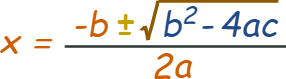 x = -b ± √b² - 4ac
2a